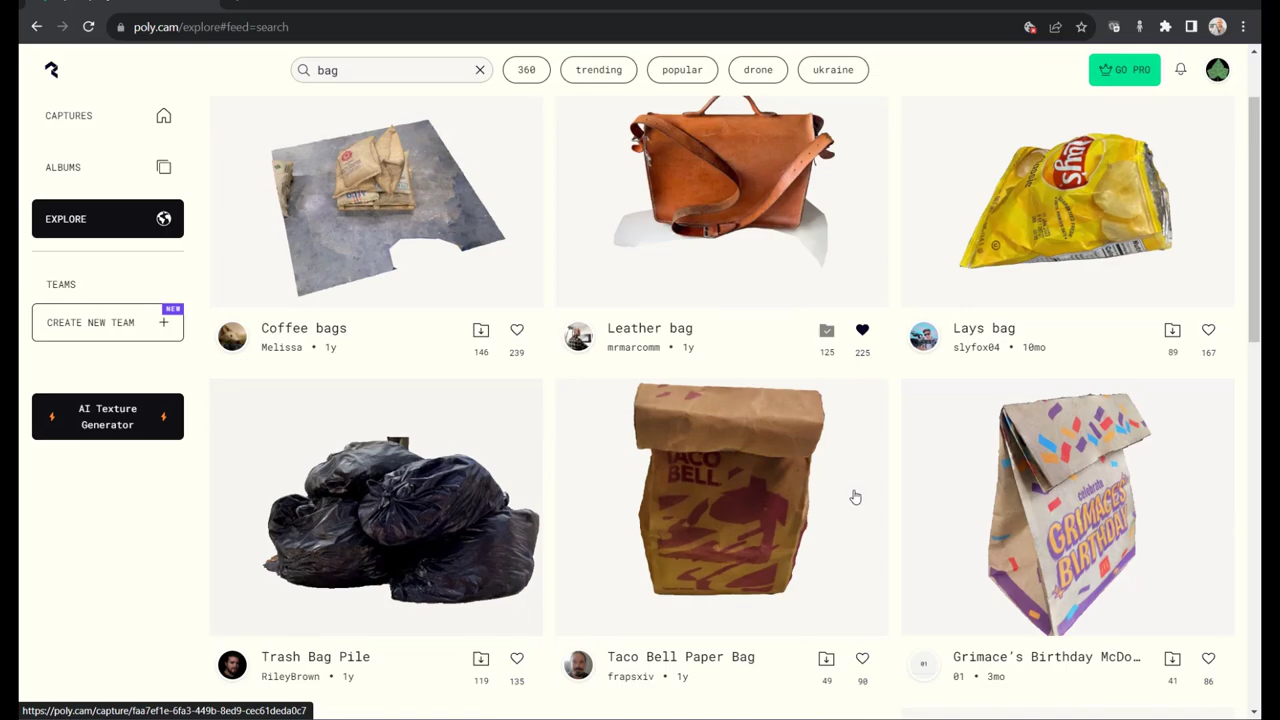 poly.cam/explore#feed=search
bag
360
trending
popular
drone
ukraine
GO PRO
CAPTURES
ALBUMS
EXPLORE
TEAMS
NEW
CREATE NEW TEAM +
AI Texture
Generator
Lays
Coffee bags
Melissa • 1y
146
239
Leather bag
mrmarcomm • 1y
125
225
Lays bag
slyfox04 • 10mo
89
167
TACO
BELL
celebrate
GRIMACE'S
BIRTHDAY
Trash Bag Pile
RileyBrown • 1y
119
135
Taco Bell Paper Bag
frapsxiv • 1y
49
90
01
Grimace's Birthday McDo…
01 • 3mo
41
86
https://poly.cam/capture/faa7ef1e-6fa3-449b-8ed9-cec61deda0c7